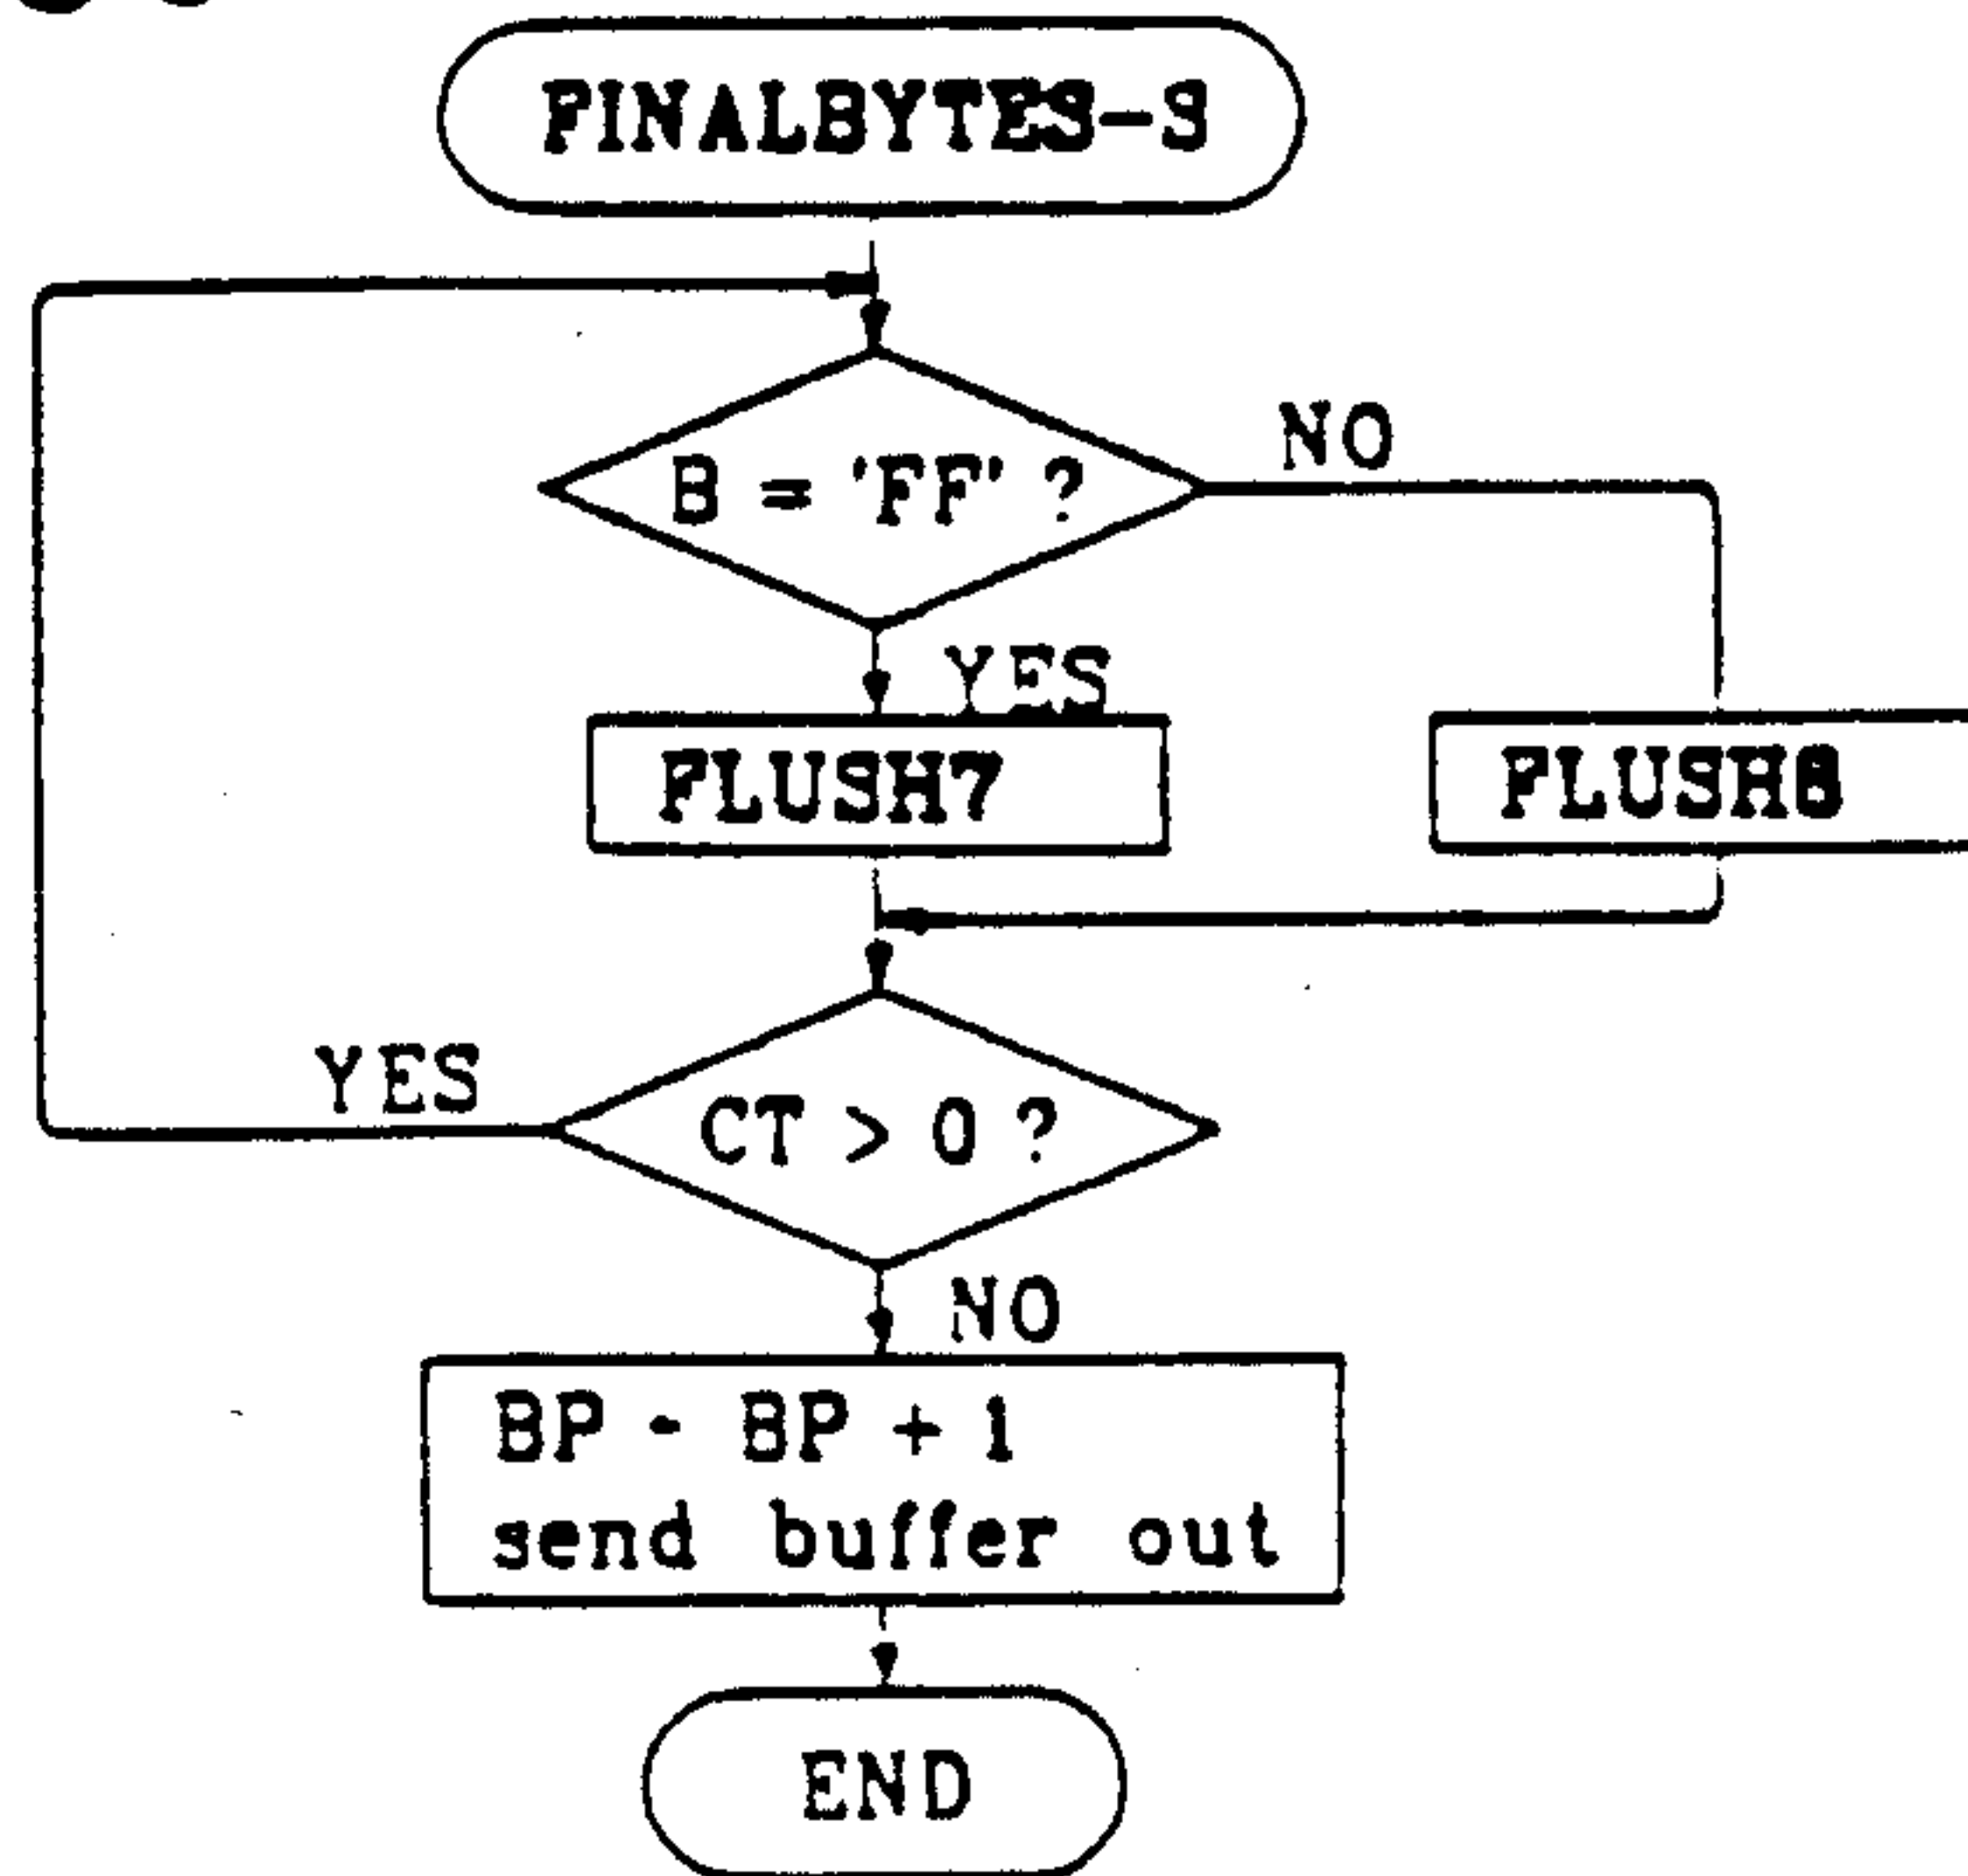 FINALBYTES-S
B = 'FF' ?
NO
YES
FLUSH7
FLUSH8
CT > 0 ?
YES
NO
BP - BP + 1
send buffer out
END